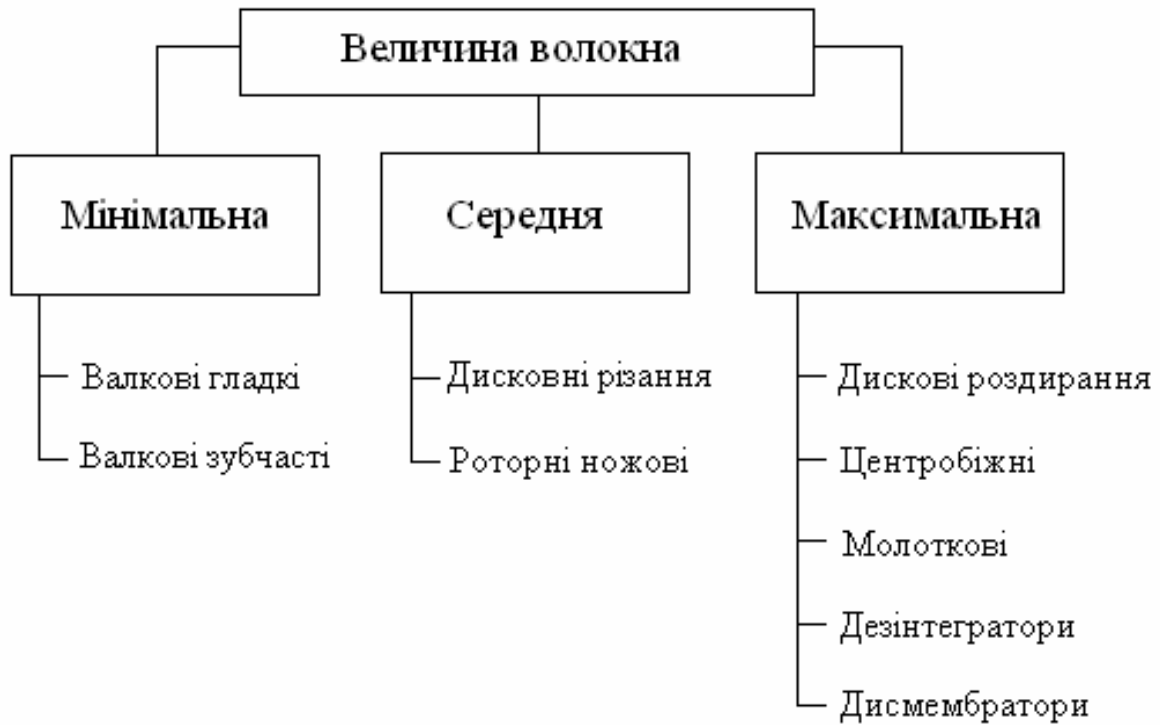 Величина волокна
Мінімальна
Валкові гладкі
Валкові зубчасті
Середня
Дисковні різання
Роторні ножові
Максимальна
Дискові роздирання
Центробіжні
Молоткові
Дезінтегратори
Дисмембратори